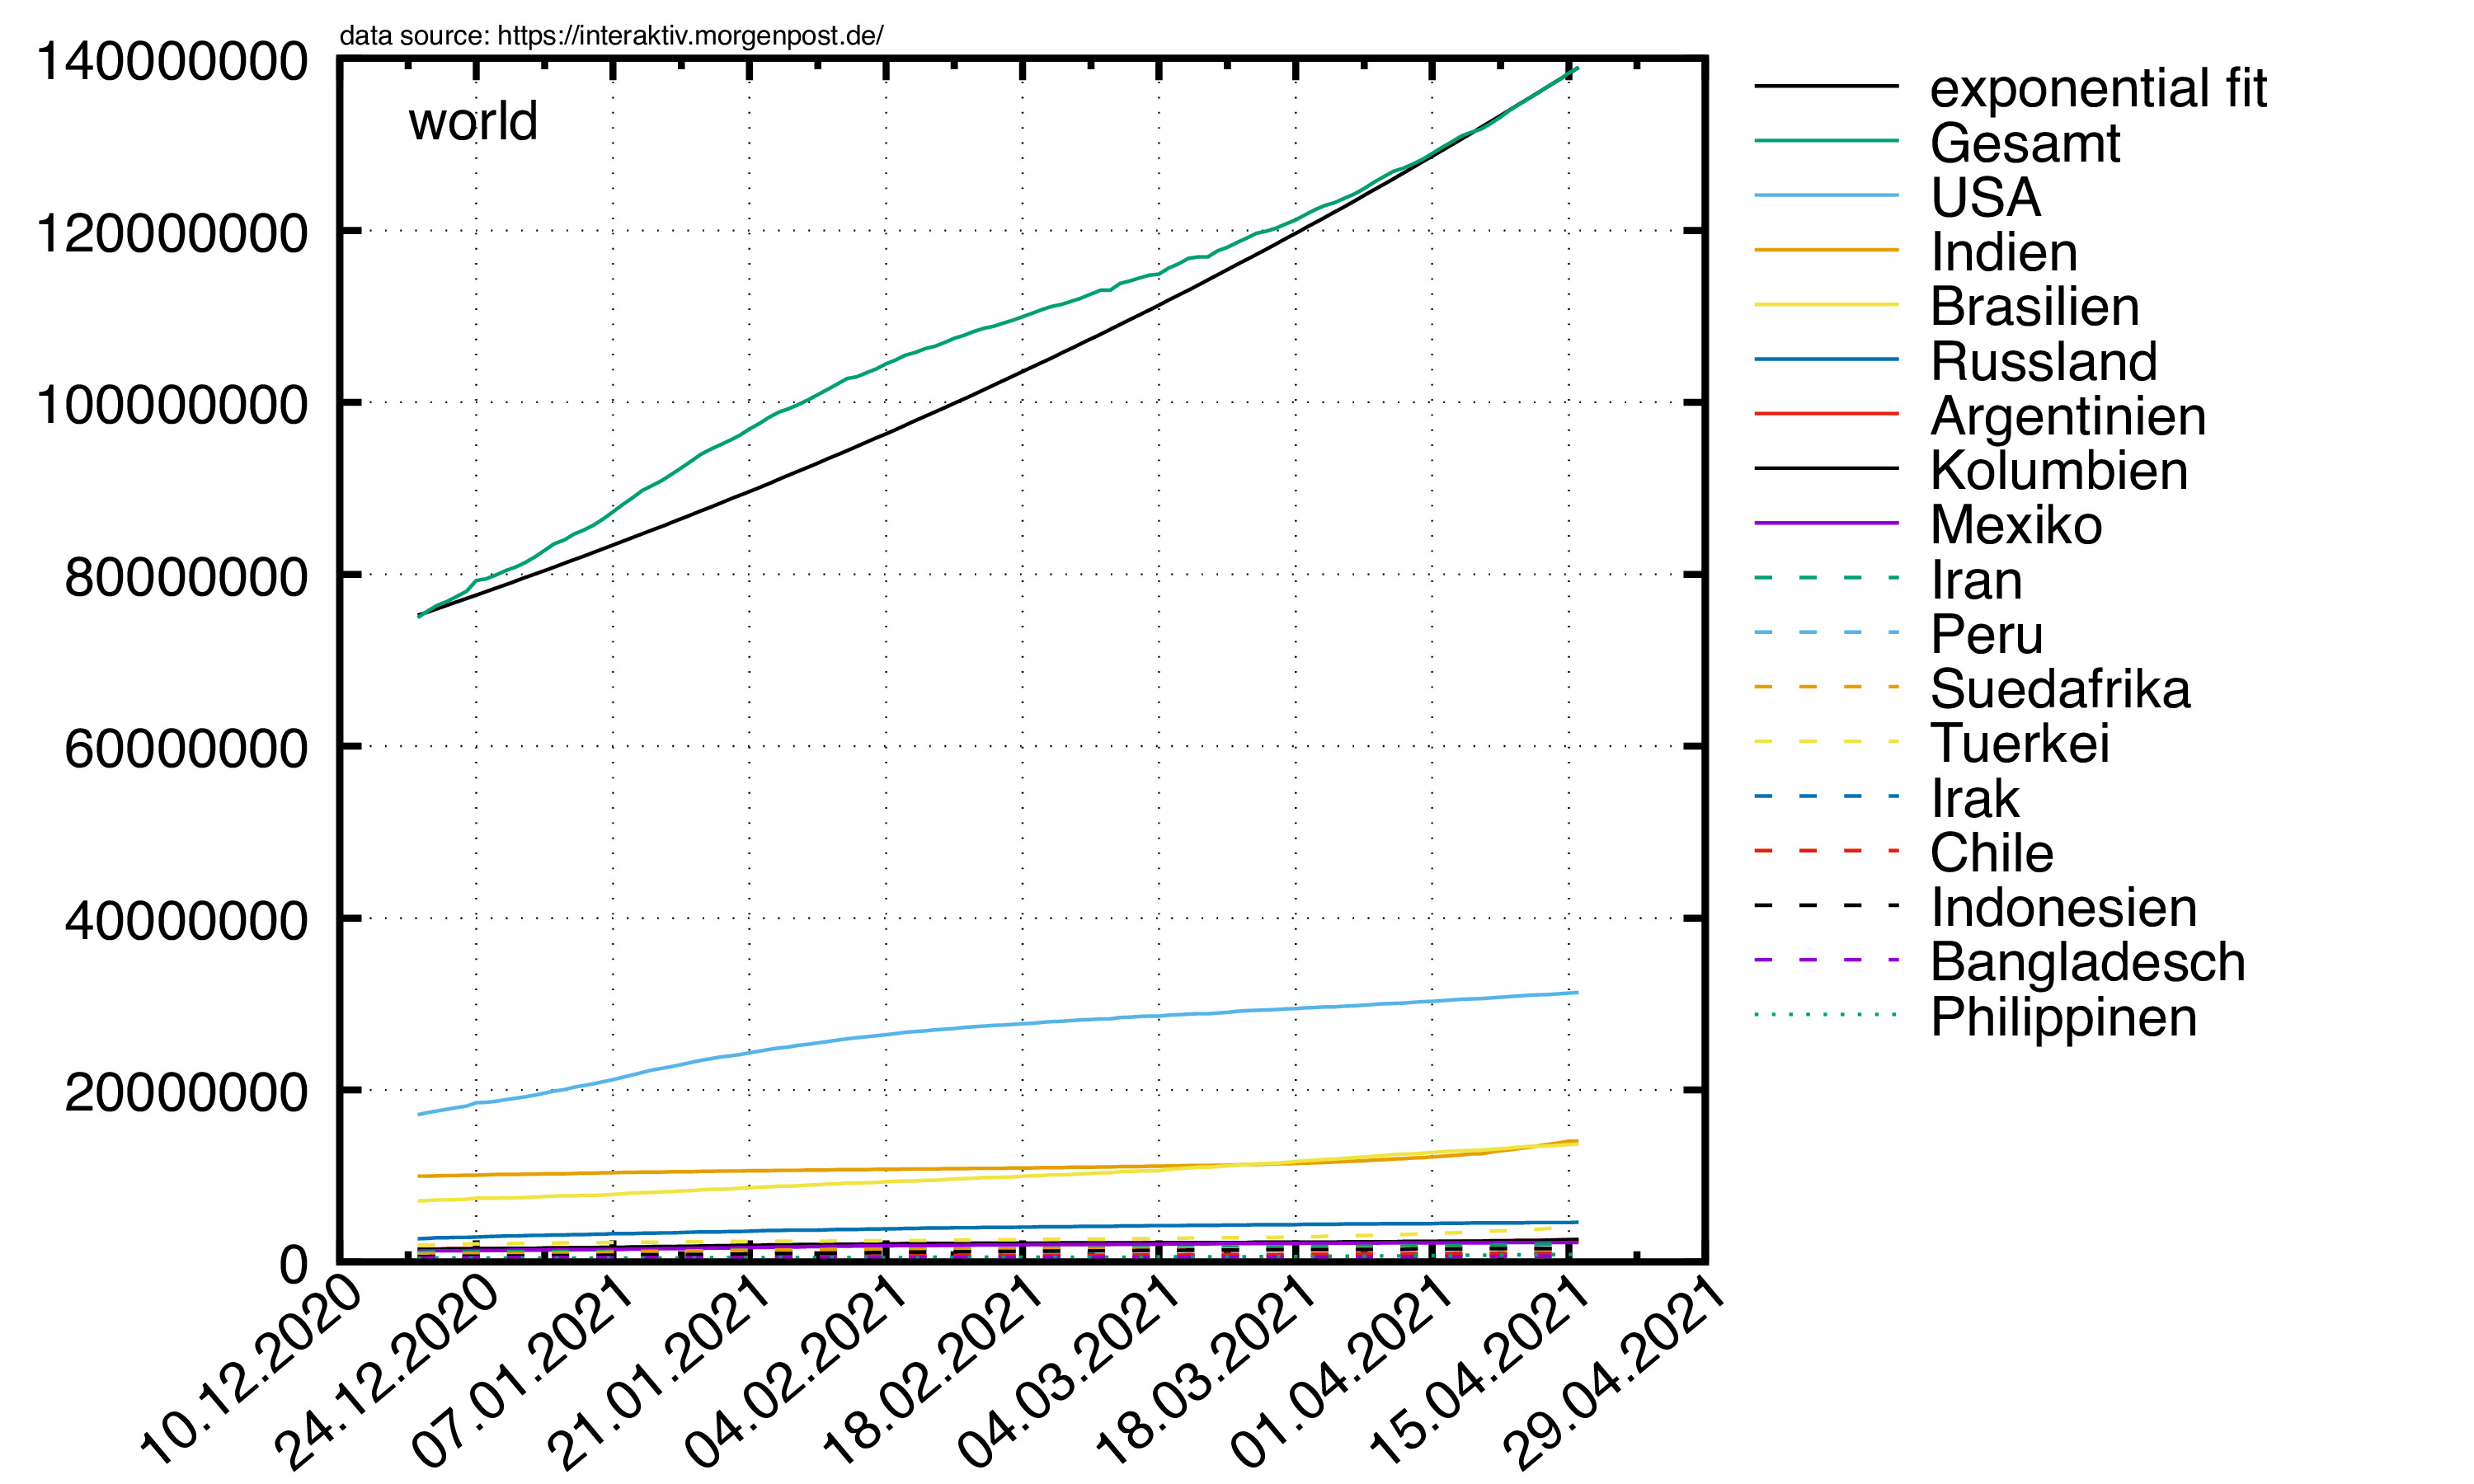 data source: https://interaktiv.morgenpost.de/
140000000
120000000
100000000
80000000
60000000
40000000
20000000
0
world
10.12.2020
24.12.2020
07.01.2021
21.01.2021
04.02.2021
18.02.2021
04.03.2021
18.03.2021
01.04.2021
15.04.2021
29.04.2021
exponential fit
Gesamt
USA
Indien
Brasilien
Russland
Argentinien
Kolumbien
Mexiko
Iran
Peru
Suedafrika
Tuerkei
Irak
Chile
Indonesien
Bangladesch
Philippinen